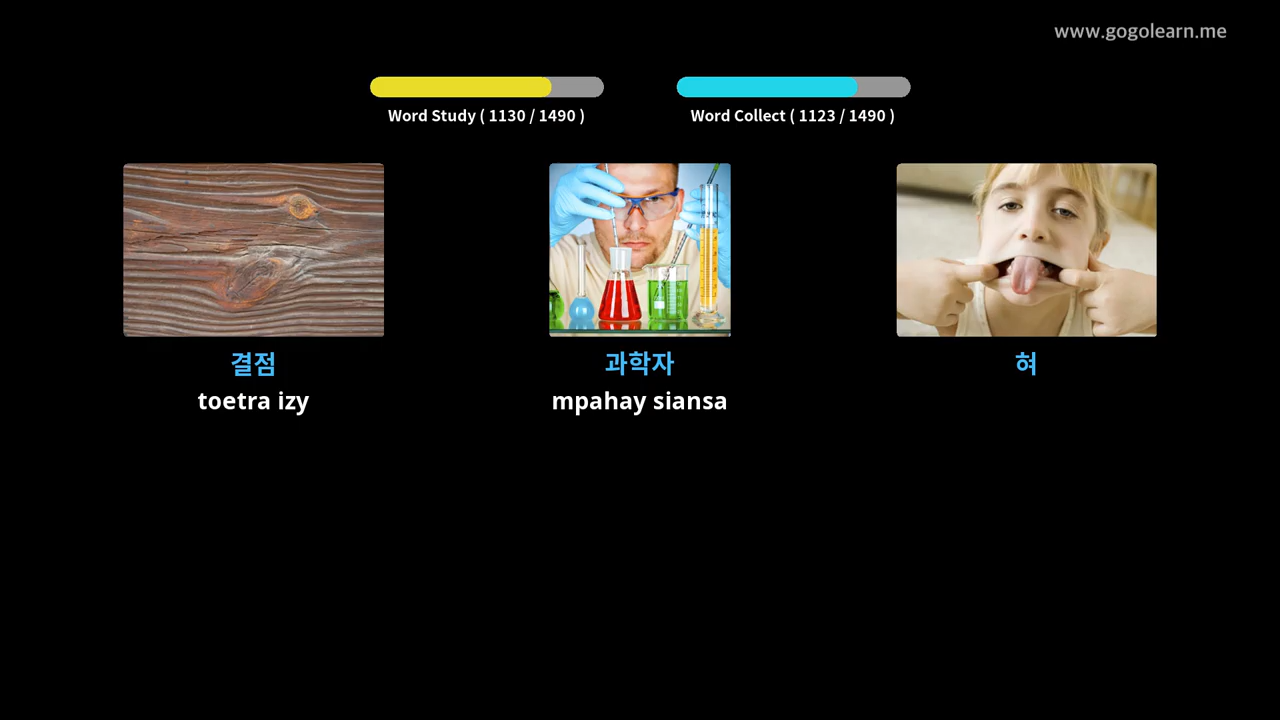 www.gogolearn.me
Word Study ( 1130 / 1490 )
Word Collect ( 1123 / 1490 )
결점
toetra izy
과학자
mpahay siansa
혀